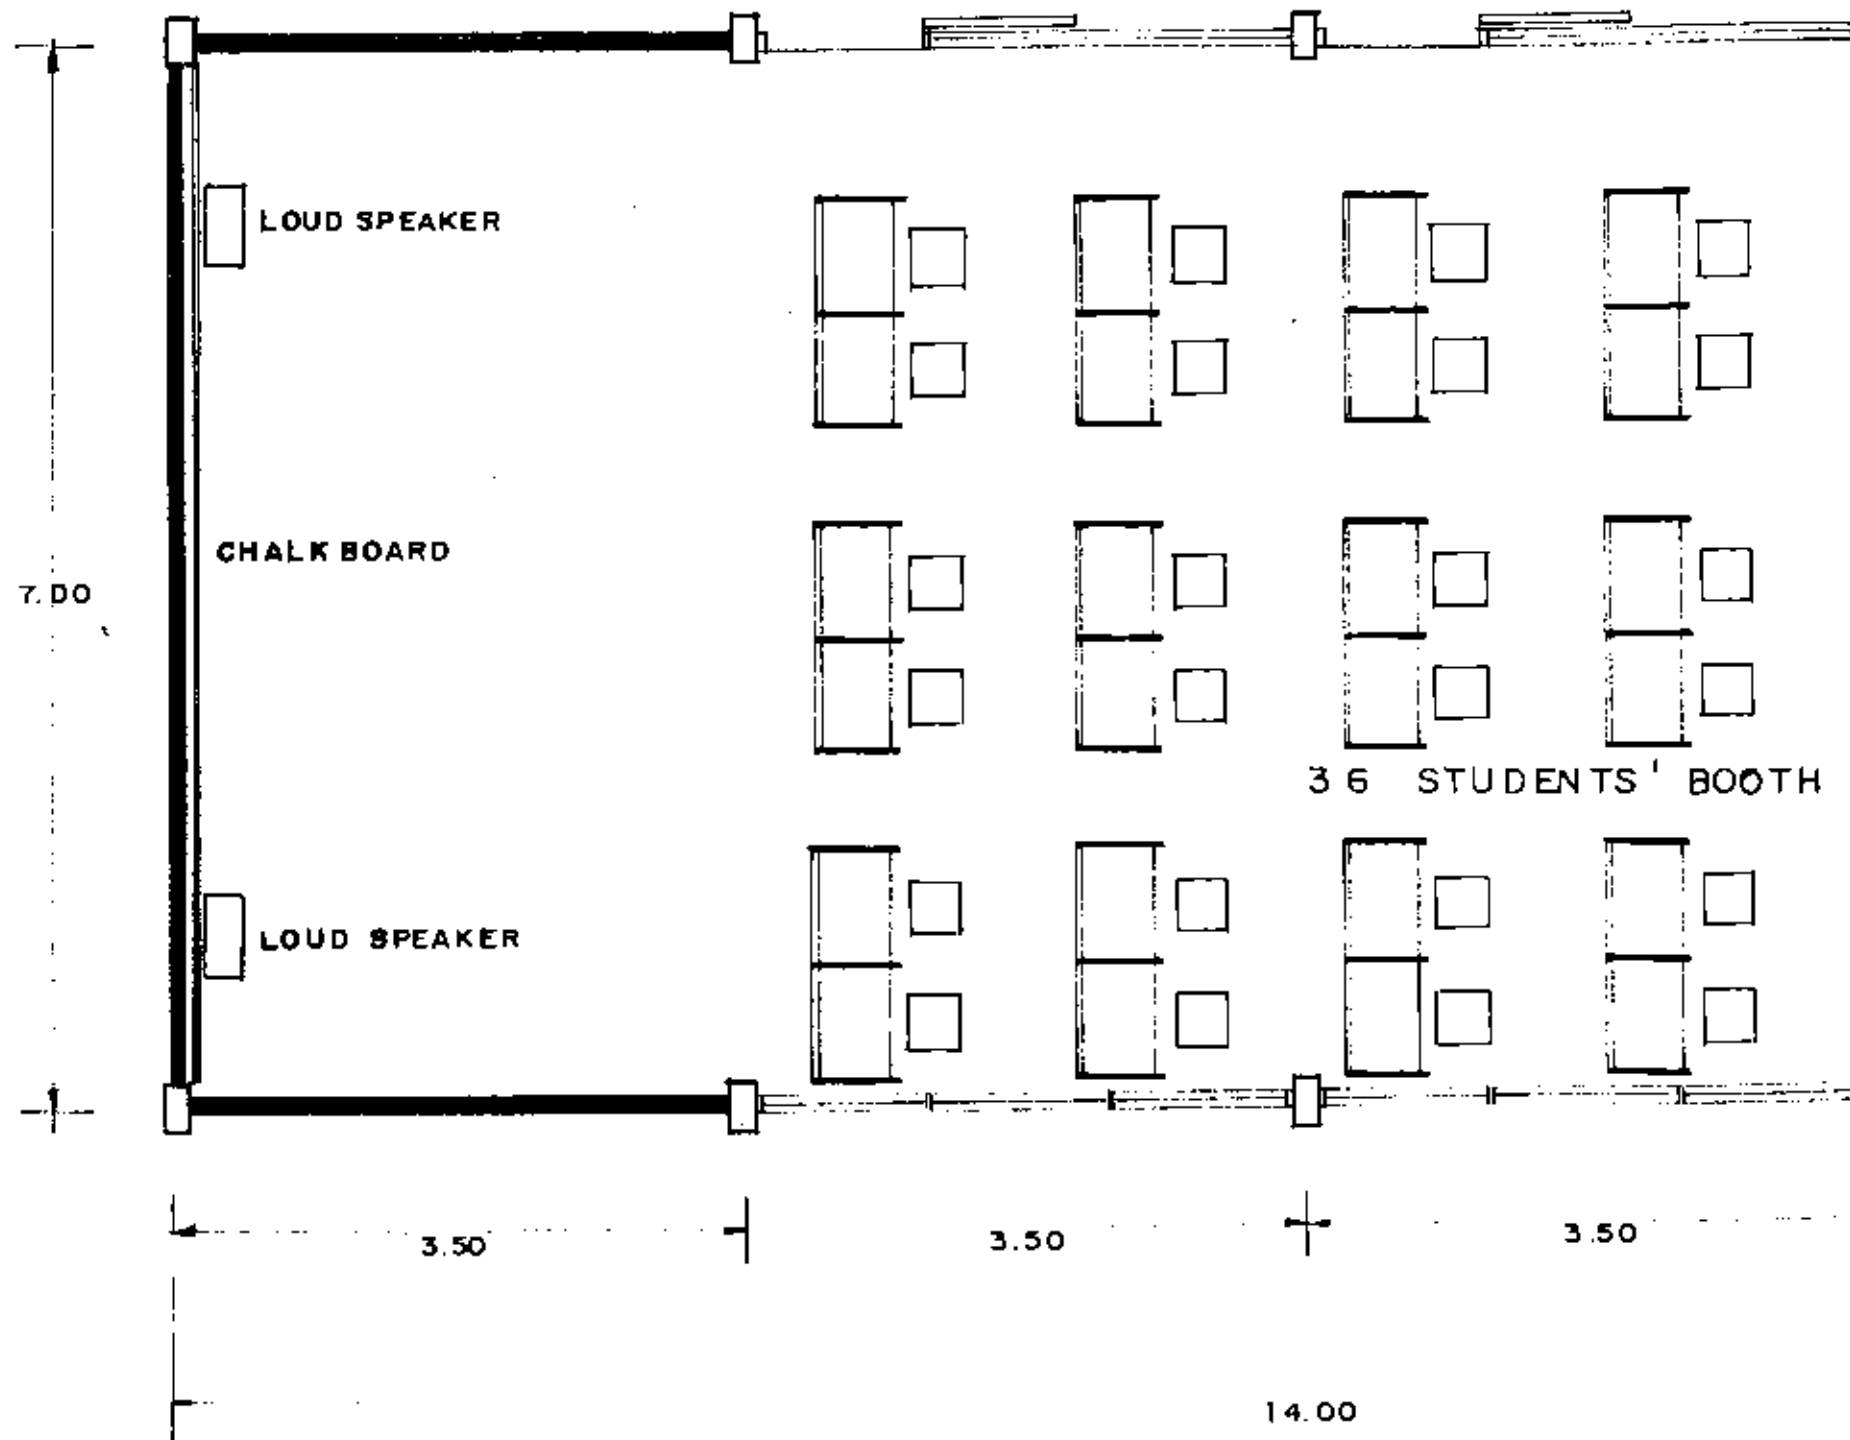 LOUD SPEAKER
CHALK BOARD
7.00
36 STUDENTS' BOOTH
LOUD SPEAKER
3.50
3.50
3.50
14.00